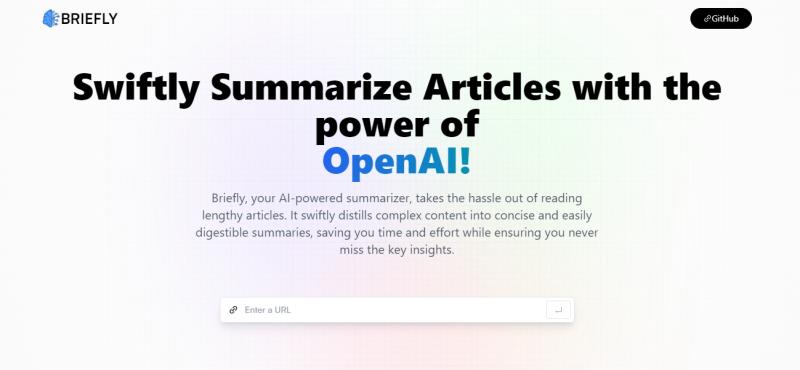 BRIEFLY
GitHub
Swiftly Summarize Articles with the
power of
OpenAI!
Briefly, your AI-powered summarizer, takes the hassle out of reading
lengthy articles. It swiftly distills complex content into concise and easily
digestible summaries, saving you time and effort while ensuring you never
miss the key insights.
Enter a URL